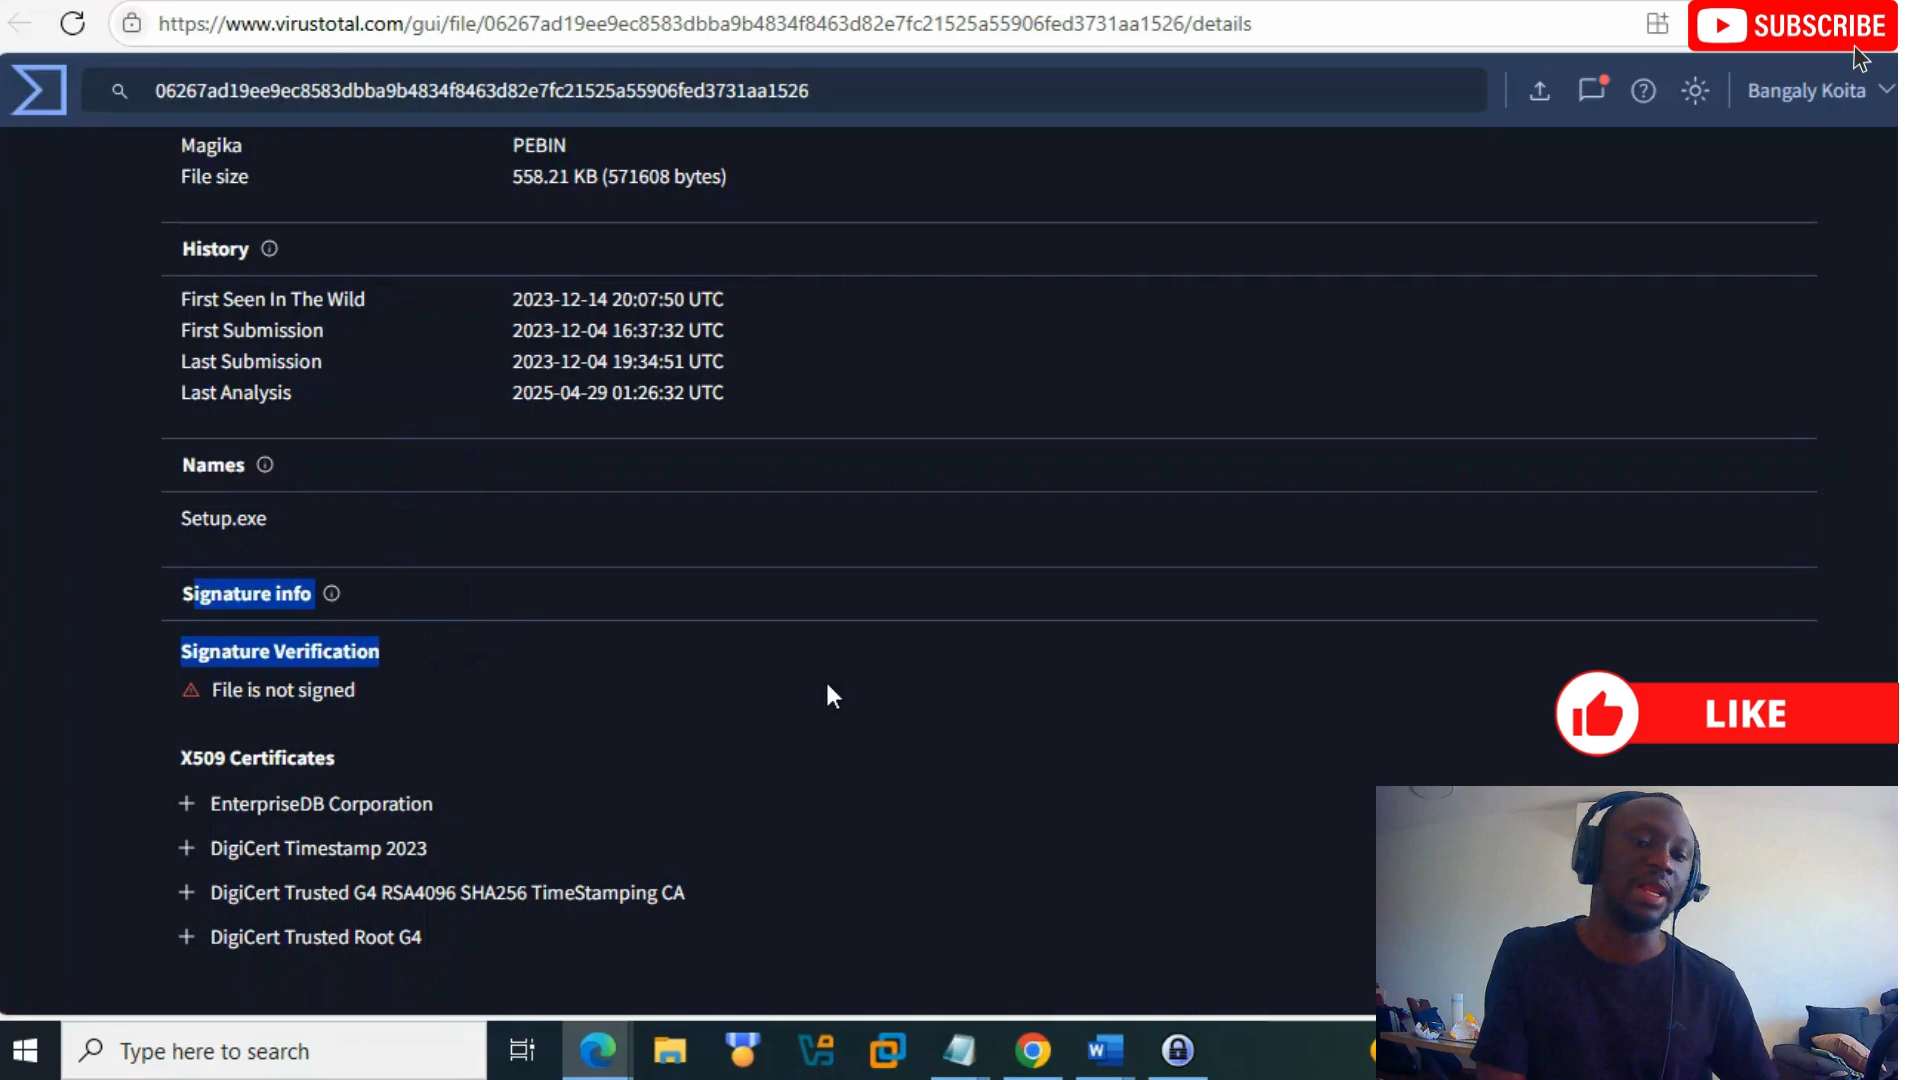 https://www.virustotal.com/gui/file/06267ad19ee9ec8583dbba9b4834f8463d82e7fc21525a55906fed3731aa1526/details
SUBSCRIBE
06267ad19ee9ec8583dbba9b4834f8463d82e7fc21525a55906fed3731aa1526
Bangaly Koita
Magika PEBIN
File size 558.21 KB (571608 bytes)
History
First Seen In The Wild 2023-12-14 20:07:50 UTC
First Submission 2023-12-04 16:37:32 UTC
Last Submission 2023-12-04 19:34:51 UTC
Last Analysis 2025-04-29 01:26:32 UTC
Names
Setup.exe
Signature info
Signature Verification
File is not signed
LIKE
X509 Certificates
EnterpriseDB Corporation
DigiCert Timestamp 2023
DigiCert Trusted G4 RSA4096 SHA256 TimeStamping CA
DigiCert Trusted Root G4
Type here to search